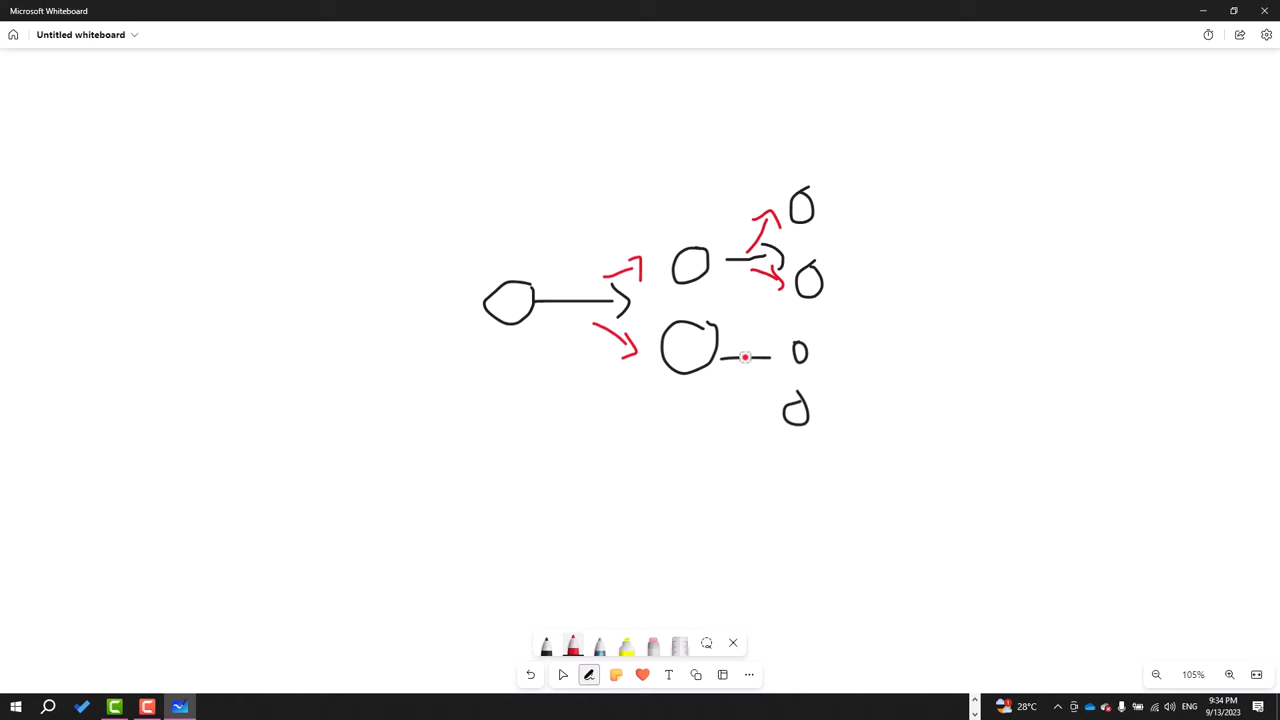 Microsoft Whiteboard
Untitled whiteboard
T
105%
28°C
ENG
9:34 PM
9/13/2023